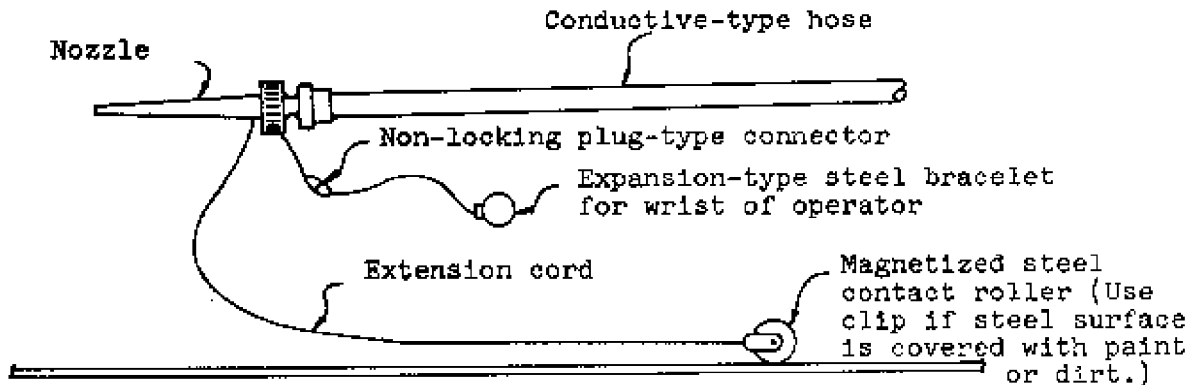 Conductive-type hose
Nozzle
Non-locking plug-type connector
Expansion-type steel bracelet
for wrist of operator
Extension cord
Magnetized steel
contact roller (Use
clip if steel surface
is covered with paint
or dirt.)